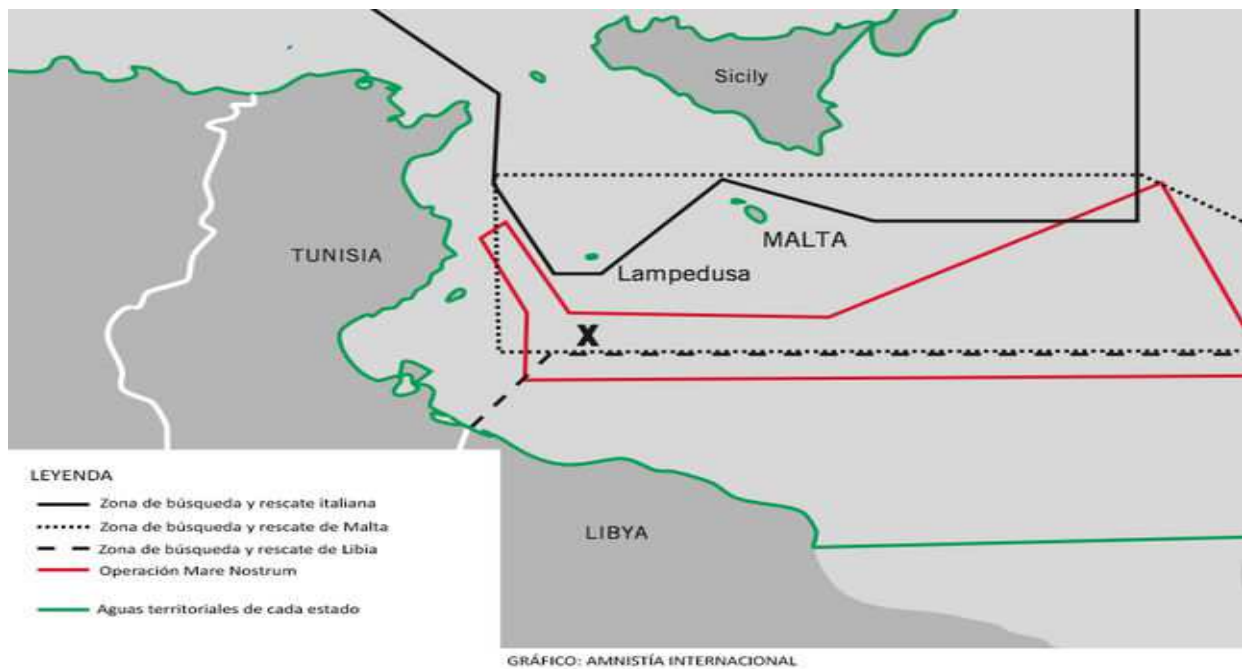 Sicily
MALTA
TUNISIA
Lampedusa
X
LIBYA
LEYENDA
Zona de búsqueda y rescate italiana
Zona de búsqueda y rescate de Malta
Zona de búsqueda y rescate de Libia
Operación Mare Nostrum
Aguas territoriales de cada estado
GRÁFICO: AMNISTÍA INTERNACIONAL